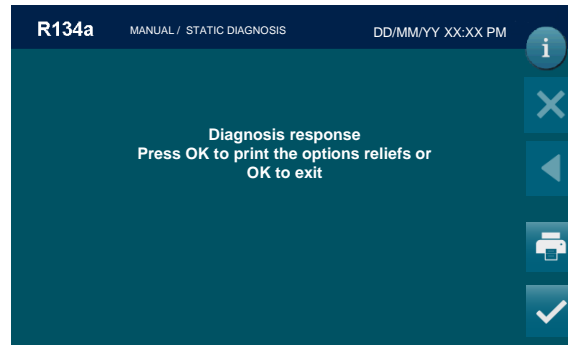 R134a MANUAL / STATIC DIAGNOSIS DD/MM/YY XX:XX PM
i
Diagnosis response
Press OK to print the options reliefs or
OK to exit